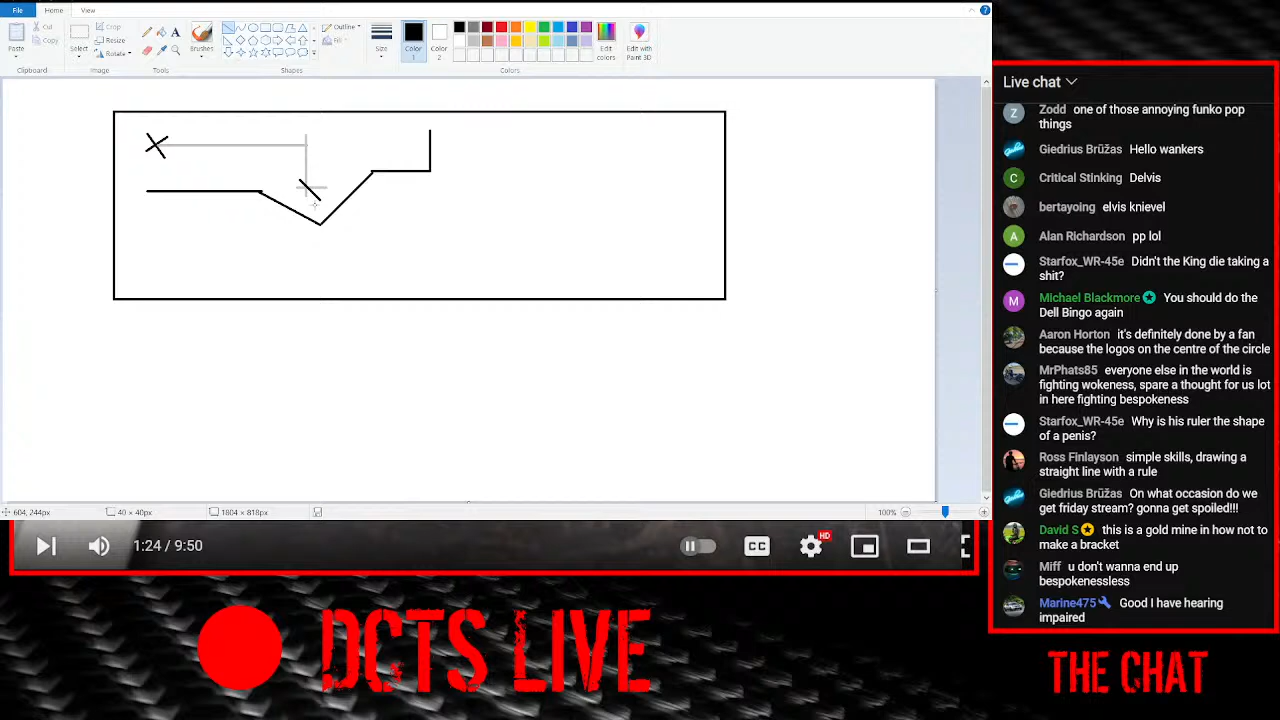 File
Home
View
Paste
Cut
Copy
Clipboard
Select
Crop
Resize
Rotate
Image
A
Tools
Brushes
Outline
Fill
Shapes
Size
Color
1
Color
2
Edit
colors
Edit with
Paint 3D
Colors
604, 244px
40 × 40px
1804 × 818px
100%
1:24 / 9:50
CC
HD
DCTS LIVE
Live chat
Z
Zodd one of those annoying funko pop
things
Giedrius Brūžas Hello wankers
C
Critical Stinking Delvis
bertayoing elvis knievel
A
Alan Richardson pp lol
Starfox_WR-45e Didn't the King die taking a
shit?
M
Michael Blackmore You should do the
Dell Bingo again
Aaron Horton it's definitely done by a fan
because the logos on the centre of the circle
MrPhats85 everyone else in the world is
fighting wokeness, spare a thought for us lot
in here fighting bespokeness
Starfox_WR-45e Why is his ruler the shape
of a penis?
Ross Finlayson simple skills, drawing a
straight line with a rule
Giedrius Brūžas On what occasion do we
get friday stream? gonna get spoiled!!!
David S this is a gold mine in how not to
make a bracket
Miff u don't wanna end up
bespokenessless
Marine475 Good I have hearing
impaired
THE CHAT